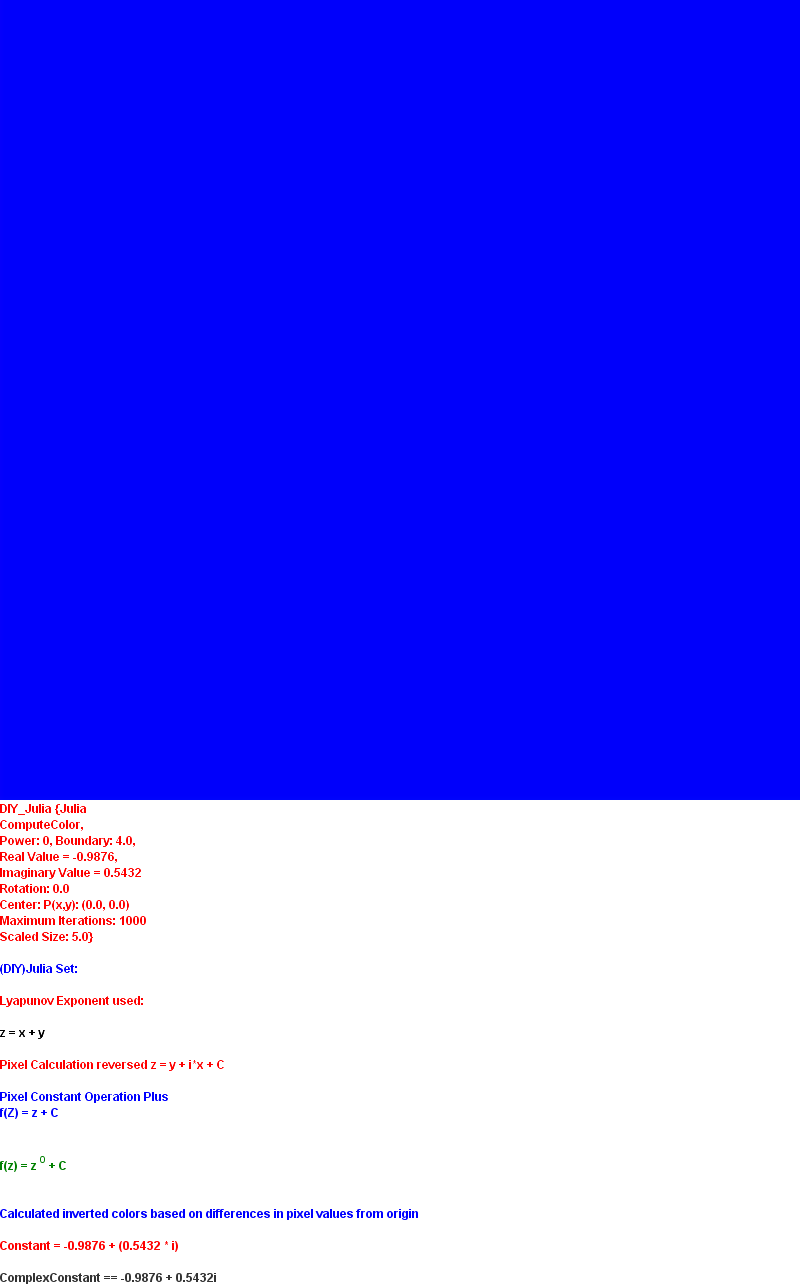 DIY_Julia {Julia
ComputeColor,
Power: 0, Boundary: 4.0,
Real Value = -0.9876,
Imaginary Value = 0.5432
Rotation: 0.0
Center: P(x,y): (0.0, 0.0)
Maximum Iterations: 1000
Scaled Size: 5.0}
(DIY)Julia Set:
Lyapunov Exponent used:
z = x + y
Pixel Calculation reversed z = y + i*x + C
Pixel Constant Operation Plus
f(Z) = z + C
f(z) = z ⁰ + C
Calculated inverted colors based on differences in pixel values from origin
Constant = -0.9876 + (0.5432 * i)
ComplexConstant == -0.9876 + 0.5432i